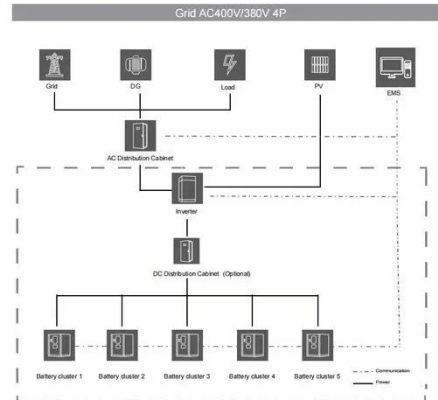 Grid AC400V/380V 4P
Grid
DG
Load
PV
EMS
AC Distribution Cabinet
Inverter
DC Distribution Cabinet (Optional)
Battery cluster 1
Battery cluster 2
Battery cluster 3
Battery cluster 4
Battery cluster 5
Communication
Power